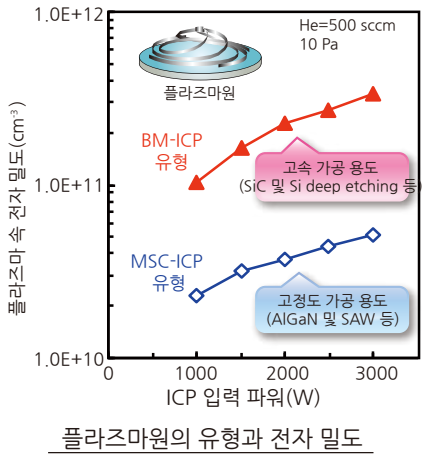 1.0E+12
He=500 sccm
10 Pa
플라즈마원
BM-ICP
유형
고속 가공 용도
(SiC 및 Si deep etching 등)
1.0E+11
MSC-ICP
유형
고정도 가공 용도
(AlGaN 및 SAW 등)
1.0E+10
플라즈마 속 전자 밀도(cm⁻³)
0 1000 2000 3000
ICP 입력 파워(W)
플라즈마원의 유형과 전자 밀도